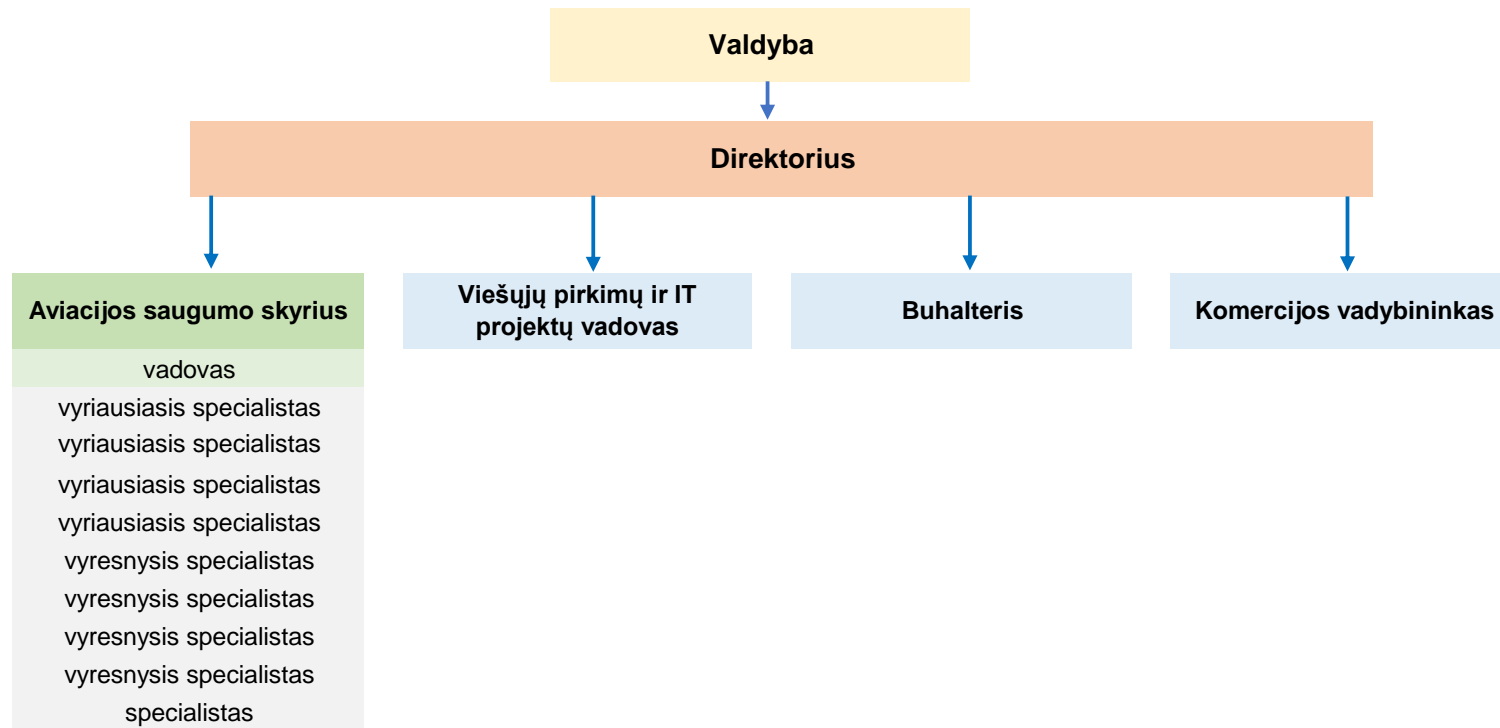 Valdyba
Direktorius
Aviacijos saugumo skyrius
vadovas
vyriausiasis specialistas
vyriausiasis specialistas
vyriausiasis specialistas
vyriausiasis specialistas
vyresnysis specialistas
vyresnysis specialistas
vyresnysis specialistas
vyresnysis specialistas
specialistas
Viešųjų pirkimų ir IT
projektų vadovas
Buhalteris
Komercijos vadybininkas